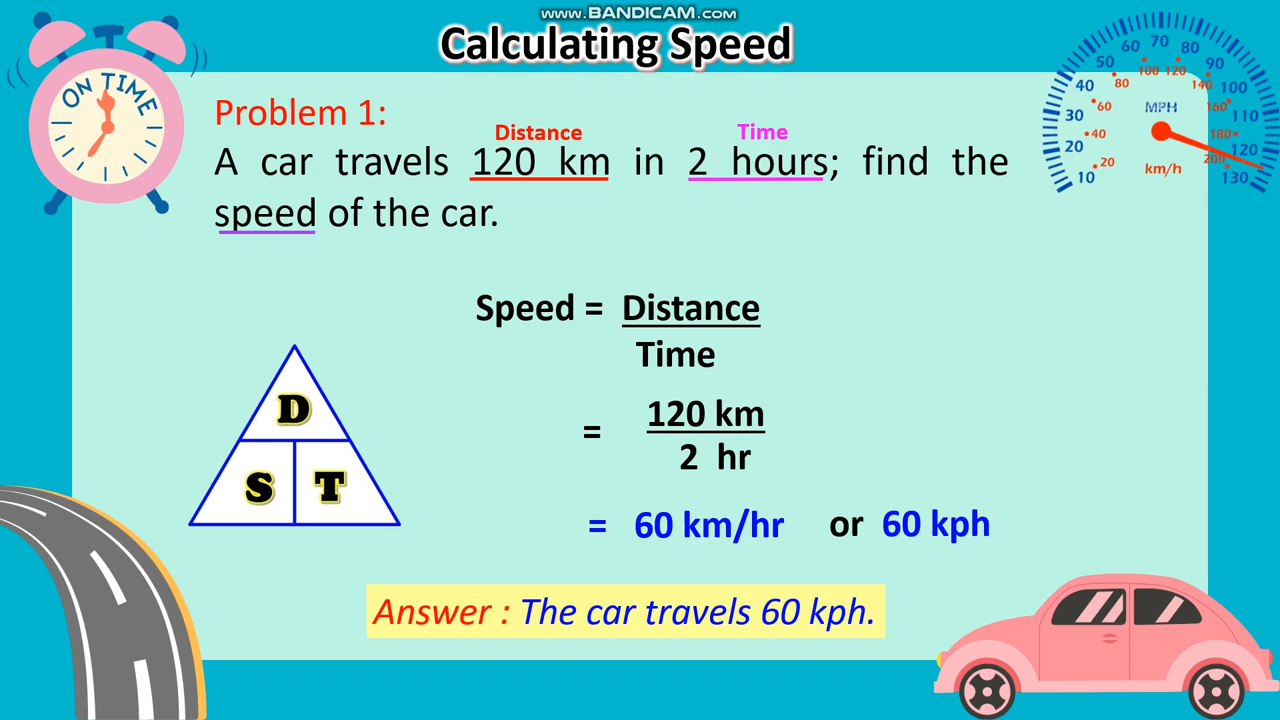 www.BANDICAM.com
Calculating Speed
ON TIME
Problem 1:
Distance Time
A car travels 120 km in 2 hours; find the
speed of the car.
Speed = Distance
Time
= 120 km
2 hr
= 60 km/hr or 60 kph
Answer : The car travels 60 kph.
D
S T
10
20
30
40
50
60
70
80
90
100
110
120
130
MPH
20
40
60
80
100
120
140
160
180
200
km/h